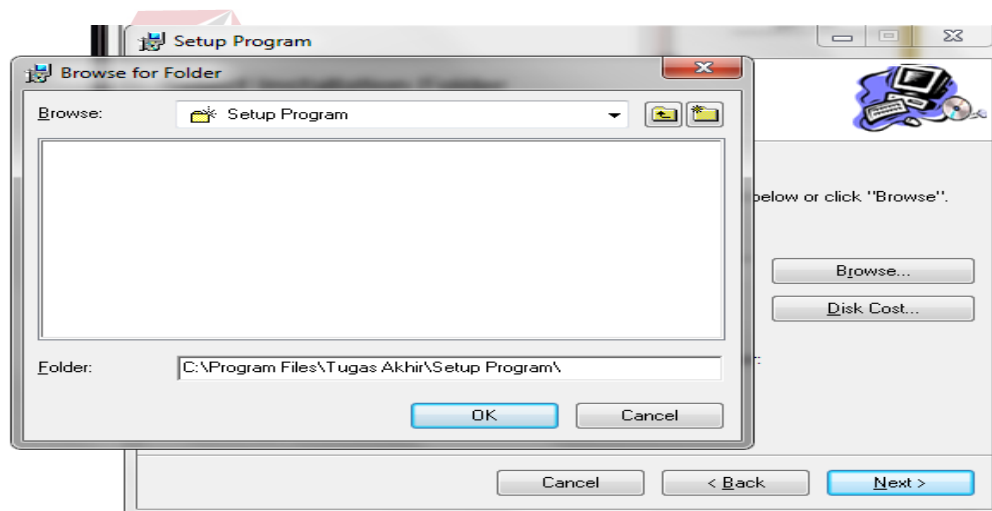 Setup Program
Browse for Folder
Browse:
Setup Program
below or click "Browse".
Browse...
Disk Cost...
Folder:
C:\Program Files\Tugas Akhir\Setup Program\
OK
Cancel
Cancel
< Back
Next >